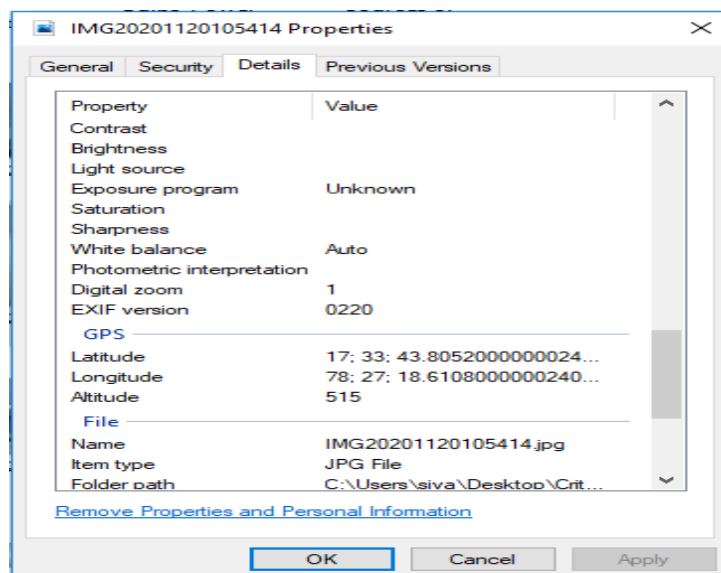 IMG20201120105414 Properties
General Security Details Previous Versions
Property Value
Contrast
Brightness
Light source
Exposure program Unknown
Saturation
Sharpness
White balance Auto
Photometric interpretation
Digital zoom 1
EXIF version 0220
GPS
Latitude 17; 33; 43.8052000000024...
Longitude 78; 27; 18.6108000000240...
Altitude 515
File
Name IMG20201120105414.jpg
Item type JPG File
Folder path C:\Users\siva\Desktop\Crit...
Remove Properties and Personal Information
OK Cancel Apply